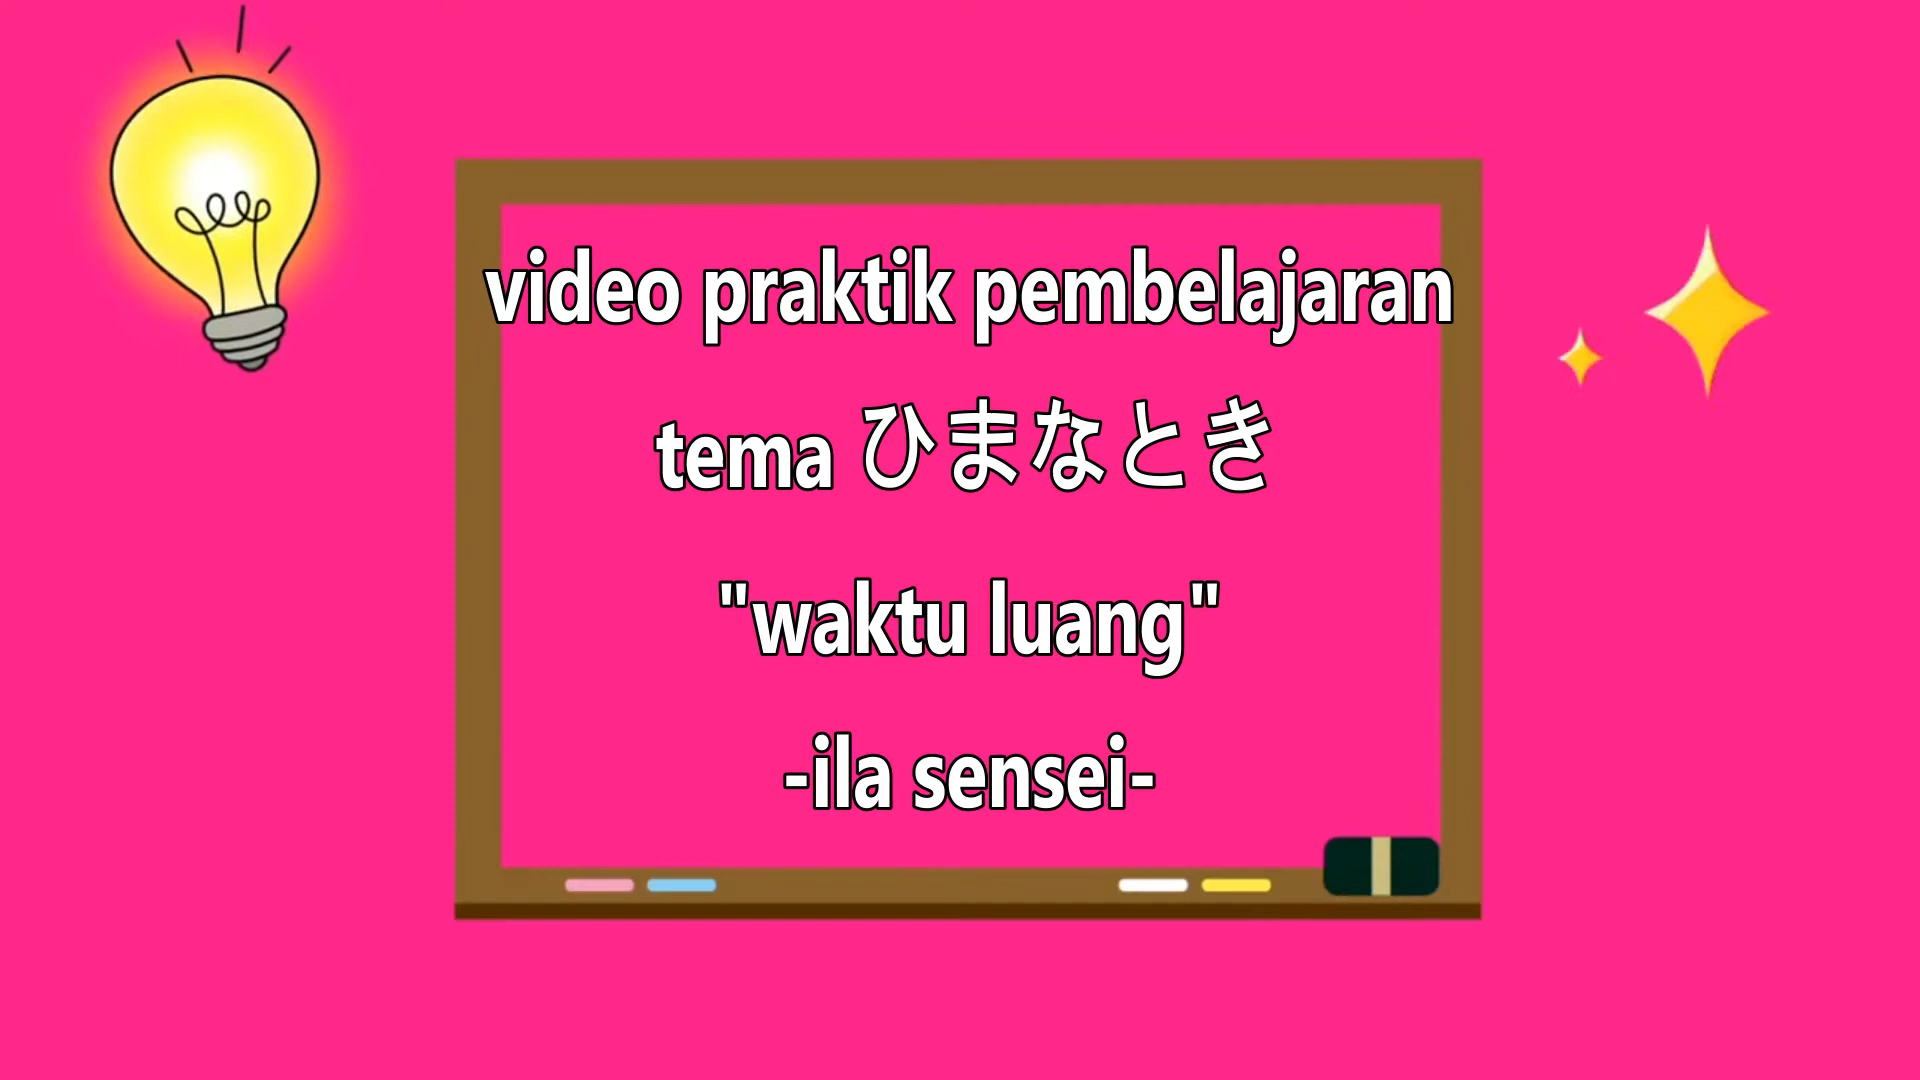 video praktik pembelajaran
tema ひまなとき
"waktu luang"
-ila sensei-